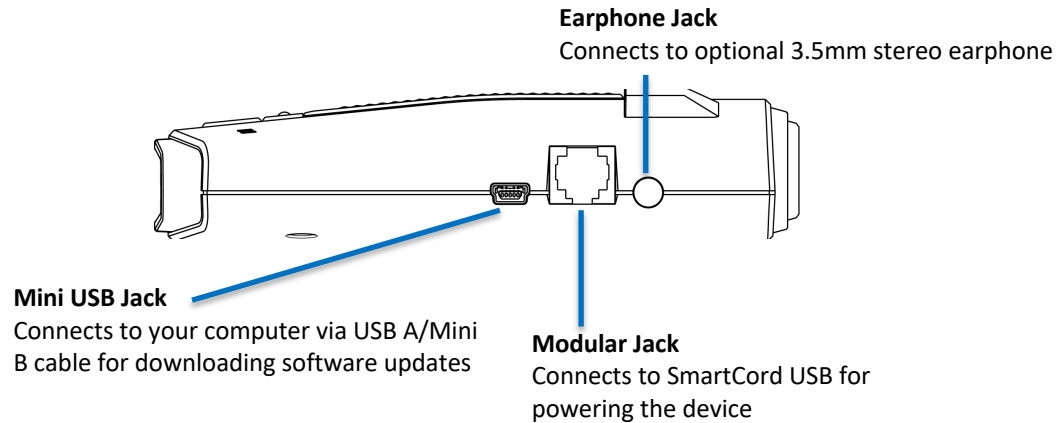 Earphone Jack
Connects to optional 3.5mm stereo earphone
Mini USB Jack
Connects to your computer via USB A/Mini
B cable for downloading software updates
Modular Jack
Connects to SmartCord USB for
powering the device